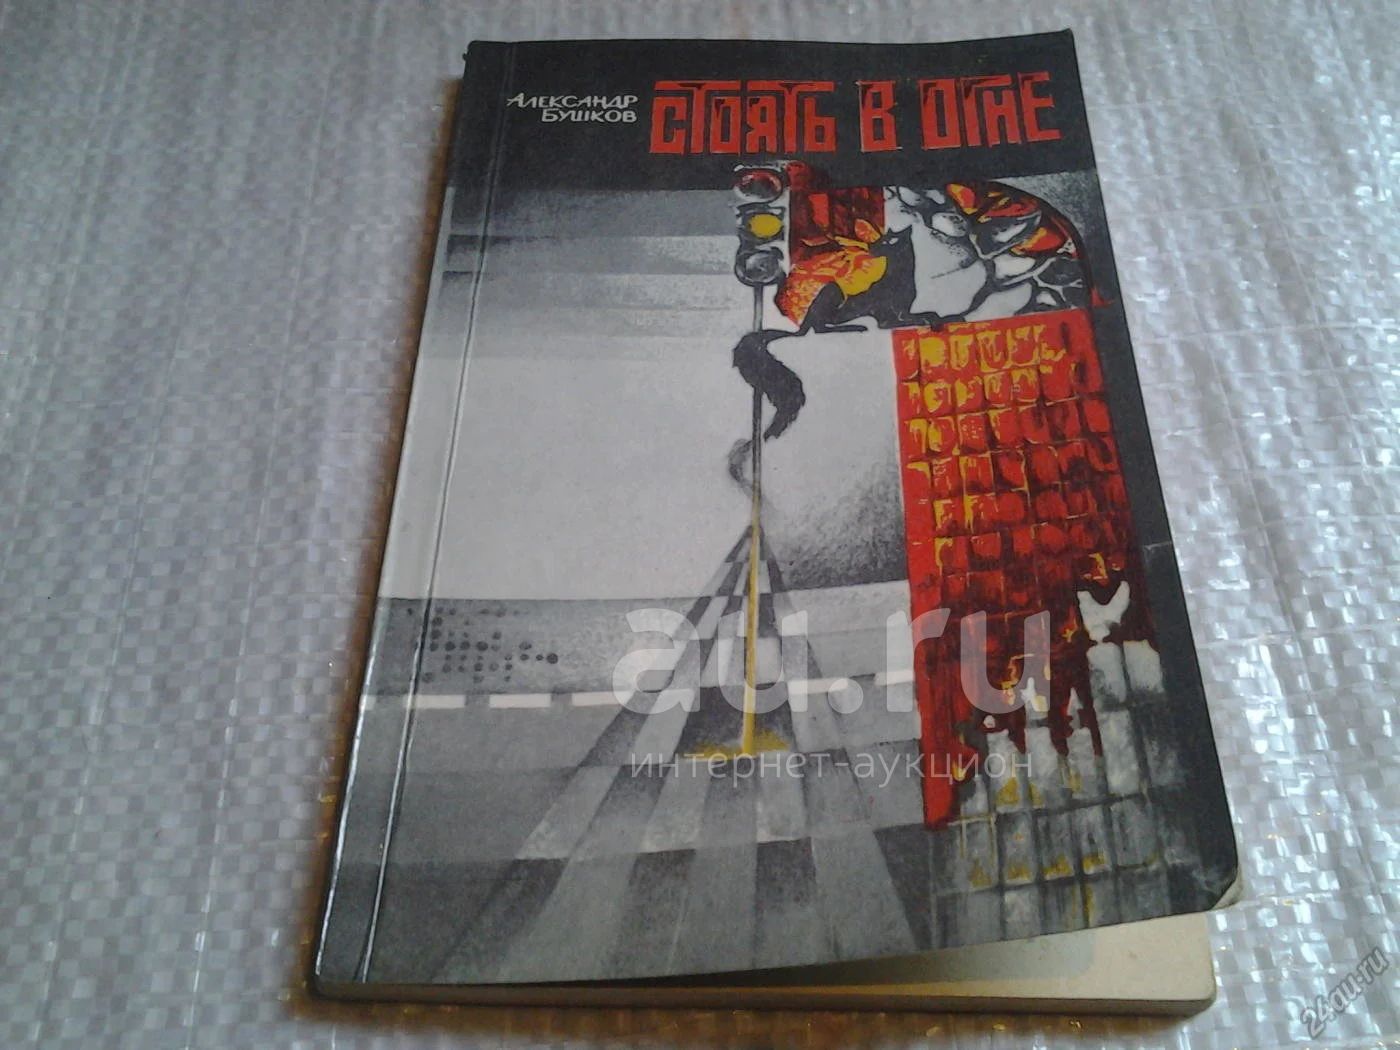 Александр
Бушков
Стоять в огне
au.ru
интернет-аукцион
24au.ru